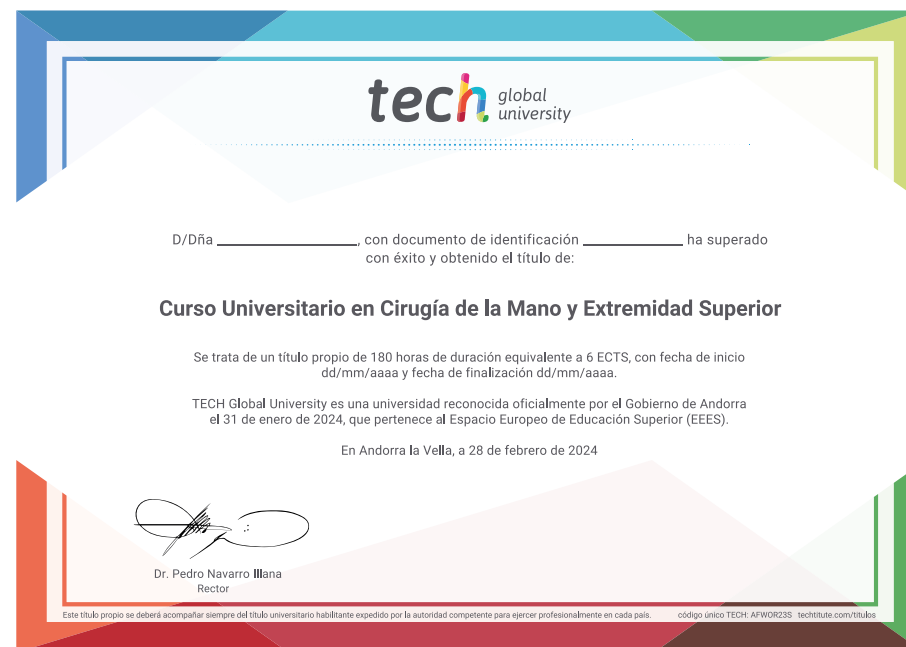 tech global university
D/Dña ____________________, con documento de identificación ______________ ha superado
con éxito y obtenido el título de:
Curso Universitario en Cirugía de la Mano y Extremidad Superior
Se trata de un título propio de 180 horas de duración equivalente a 6 ECTS, con fecha de inicio
dd/mm/aaaa y fecha de finalización dd/mm/aaaa.
TECH Global University es una universidad reconocida oficialmente por el Gobierno de Andorra
el 31 de enero de 2024, que pertenece al Espacio Europeo de Educación Superior (EEES).
En Andorra la Vella, a 28 de febrero de 2024
Dr. Pedro Navarro Illana
Rector
Este título propio se deberá acompañar siempre del título universitario habilitante expedido por la autoridad competente para ejercer profesionalmente en cada país. código único TECH: AFWOR23S techtitute.com/titulos